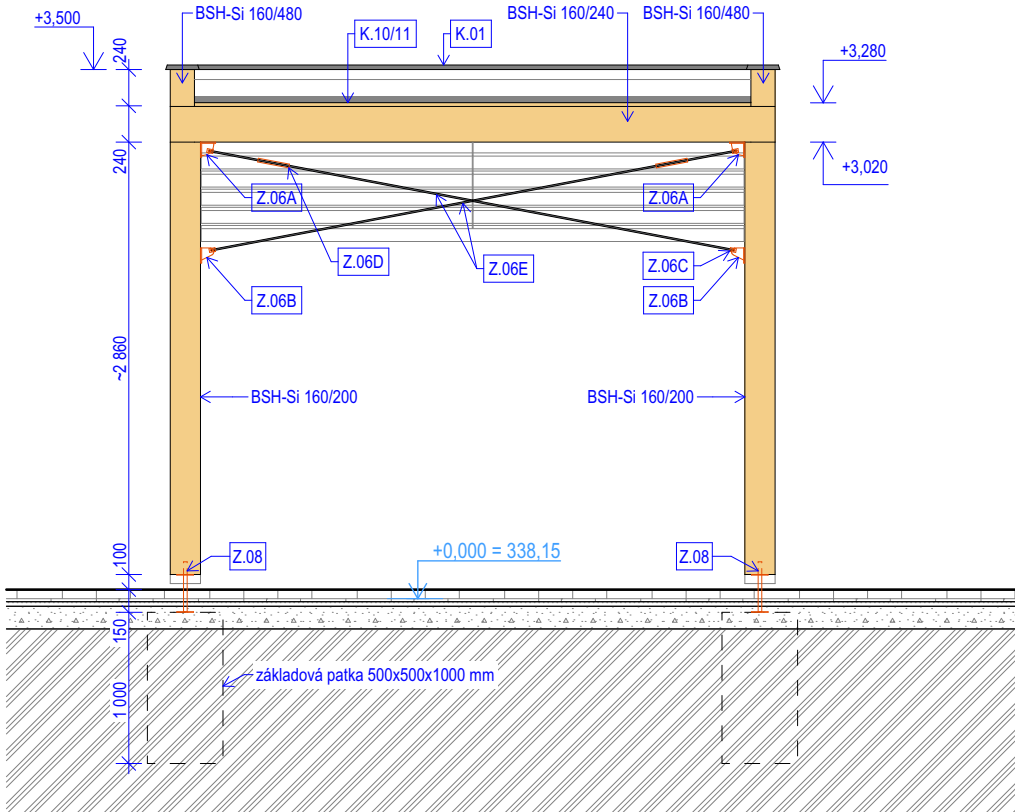 +3,500
BSH-Si 160/480
K.10/11
K.01
BSH-Si 160/240
BSH-Si 160/480
+3,280
240
240
+3,020
Z.06A
Z.06A
Z.06D
Z.06E
Z.06C
Z.06B
Z.06B
~2 860
BSH-Si 160/200
BSH-Si 160/200
100
Z.08
+0,000 = 338,15
Z.08
150
základová patka 500x500x1000 mm
1 000